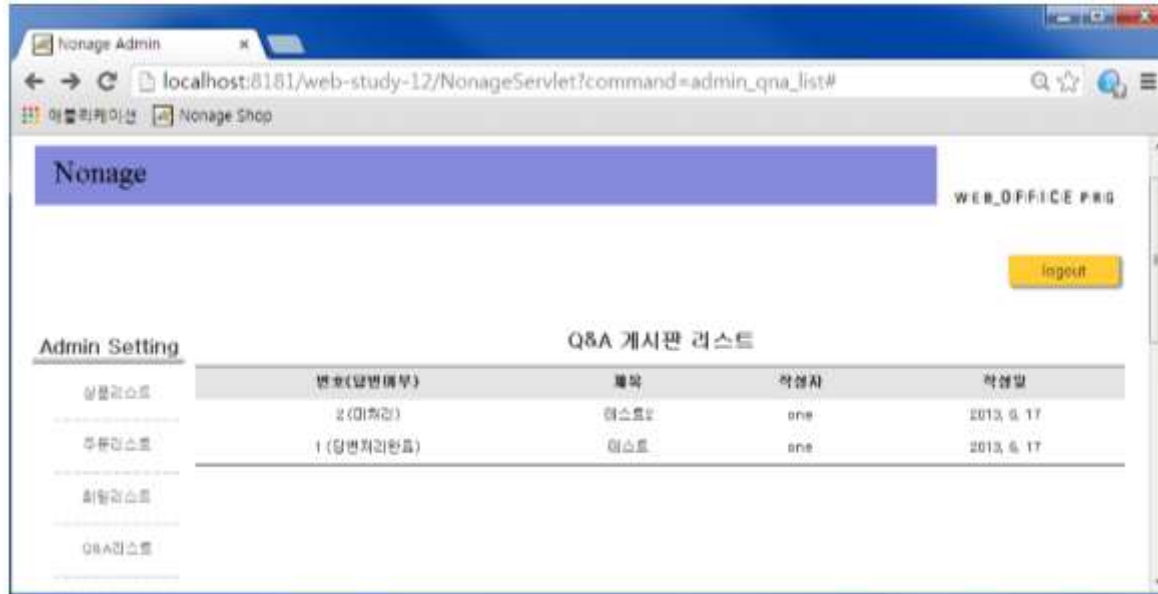 Nonage Admin
localhost:8181/web-study-12/NonageServlet?command=admin_qna_list#
애플리케이션 Nonage Shop
Nonage
WEB_OFFICE PRG
logout
Admin Setting
Q&A 게시판 리스트
상품리스트
주문리스트
회원리스트
Q&A리스트
번호(답변여부) 제목 작성자 작성일
2 (미처리) 테스트2 one 2013. 6. 17
1 (답변처리완료) 테스트 one 2013. 6. 17